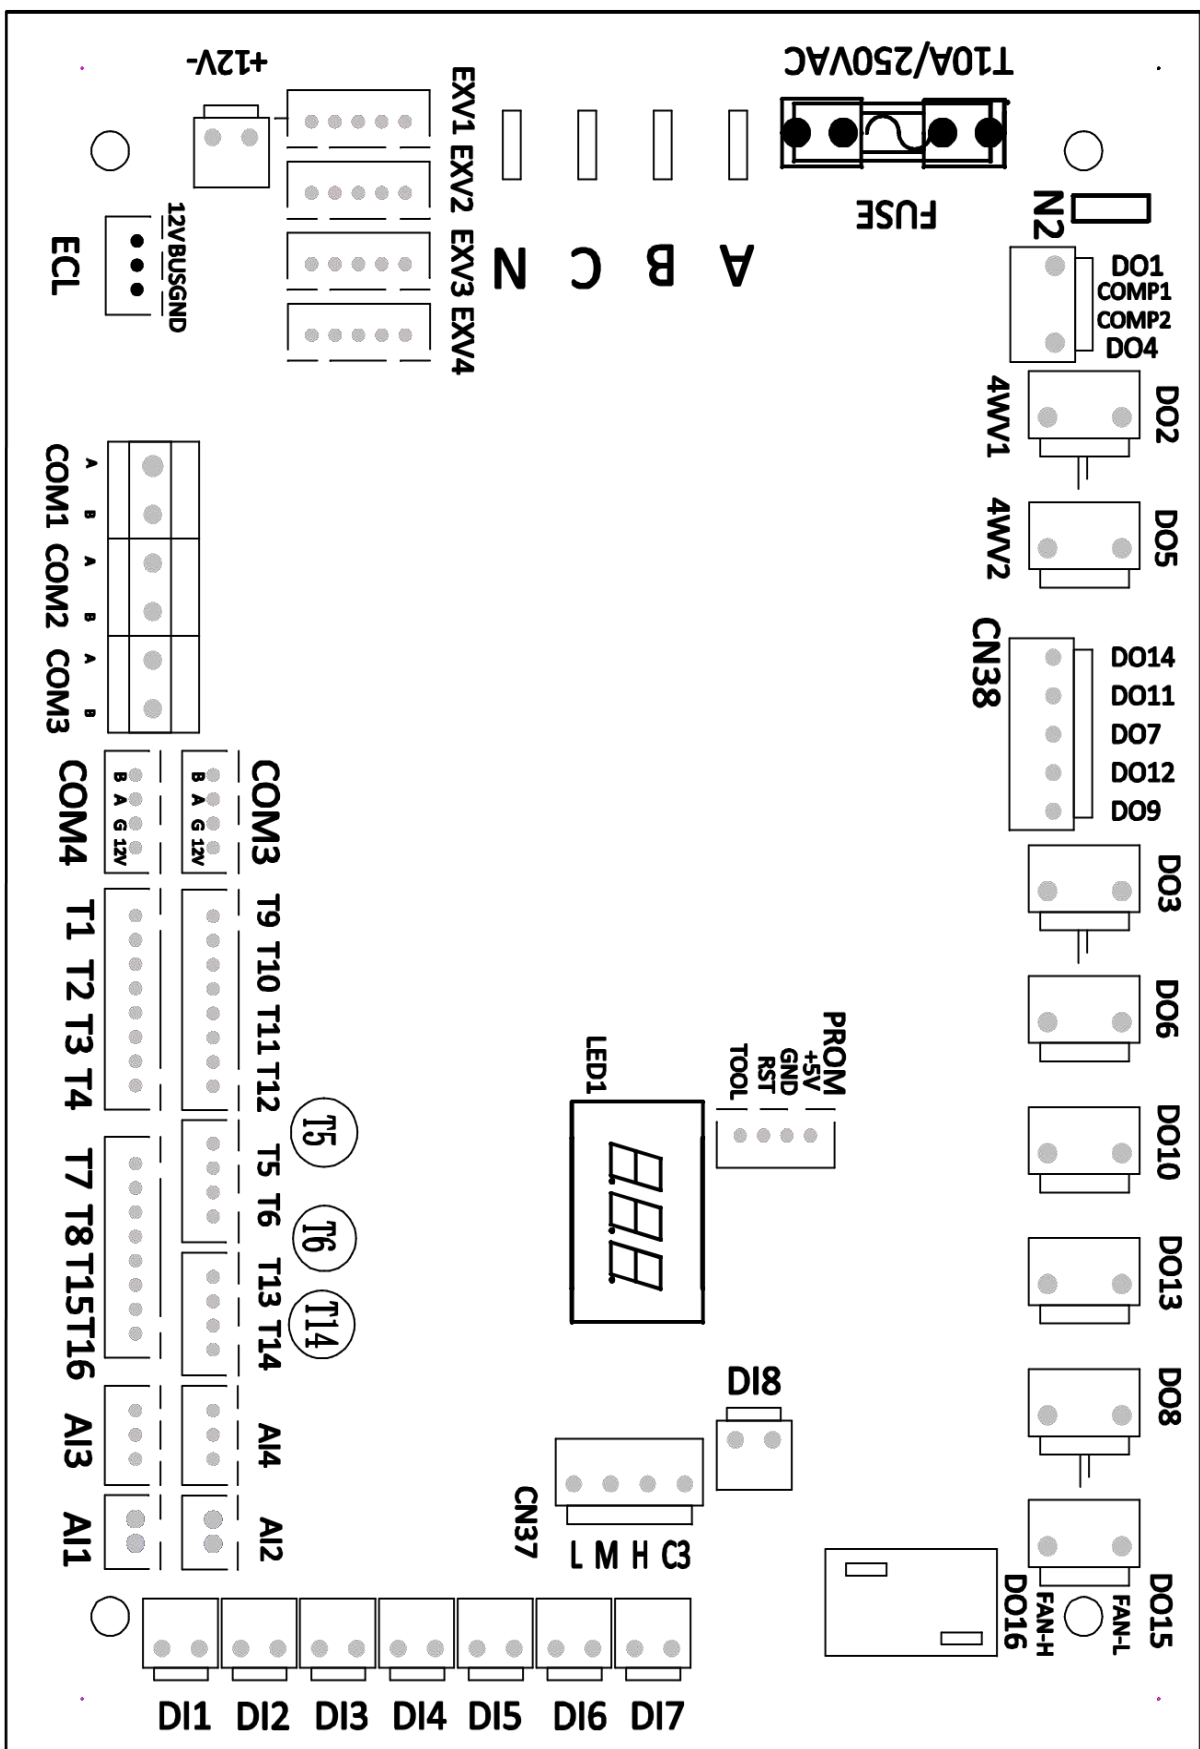 +12V-
T10A/250VAC
EXV1
EXV2
EXV3
EXV4
FUSE
N2
ECL
12V
BUS
GND
N
C
B
A
DO1
COMP1
COMP2
DO4
4WV1
DO2
4WV2
DO5
COM1
A
B
COM2
A
B
COM3
A
B
CN38
DO14
DO11
DO7
DO12
DO9
COM4
B
A
G
12V
B
A
G
12V
COM3
DO3
T1
T2
T3
T4
T9
T10
T11
T12
DO6
LED1
TOOL
RST
GND
+5V
PROM
T5
T6
T5
T6
DO10
T7
T8
T15
T16
T13
T14
T14
DO13
DI8
DO8
AI3
AI4
AI1
AI2
CN37
L M H C3
DO16
FAN-H
FAN-L
DO15
DI1 DI2 DI3 DI4 DI5 DI6 DI7